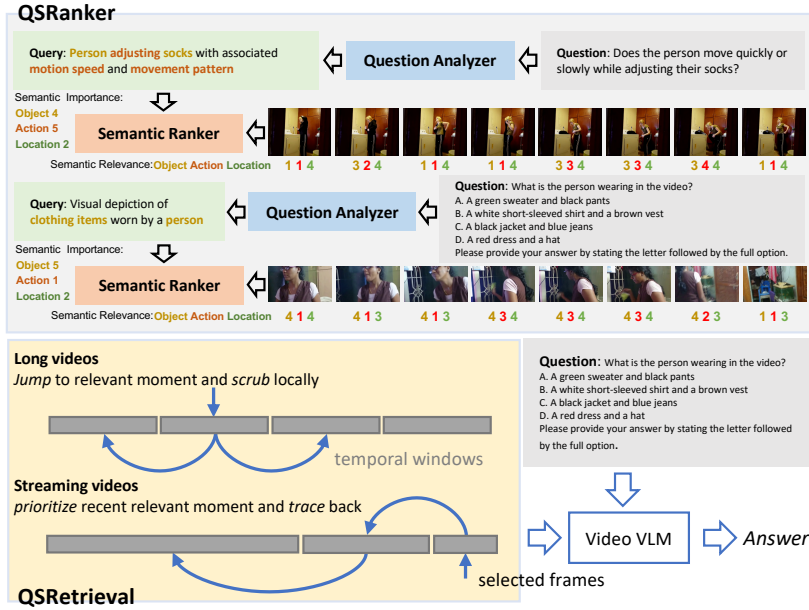 QSRanker
Query: Person adjusting socks with associated
motion speed and movement pattern
Question Analyzer
Question: Does the person move quickly or
slowly while adjusting their socks?
Semantic Importance:
Object 4
Action 5
Location 2
Semantic Ranker
Semantic Relevance: Object Action Location
1 1 4
3 2 4
1 1 4
1 1 4
3 3 4
3 3 4
3 4 4
1 1 4
Query: Visual depiction of
clothing items worn by a person
Question Analyzer
Question: What is the person wearing in the video?
A. A green sweater and black pants
B. A white short-sleeved shirt and a brown vest
C. A black jacket and blue jeans
D. A red dress and a hat
Please provide your answer by stating the letter followed by the full option.
Semantic Importance:
Object 5
Action 1
Location 2
Semantic Ranker
Semantic Relevance: Object Action Location
4 1 4
4 1 3
4 1 3
4 3 4
4 3 4
4 3 4
4 2 3
1 1 3
Long videos
Jump to relevant moment and scrub locally
temporal windows
Streaming videos
prioritize recent relevant moment and trace back
selected frames
QSRetrieval
Question: What is the person wearing in the video?
A. A green sweater and black pants
B. A white short-sleeved shirt and a brown vest
C. A black jacket and blue jeans
D. A red dress and a hat
Please provide your answer by stating the letter followed
by the full option.
Video VLM
Answer